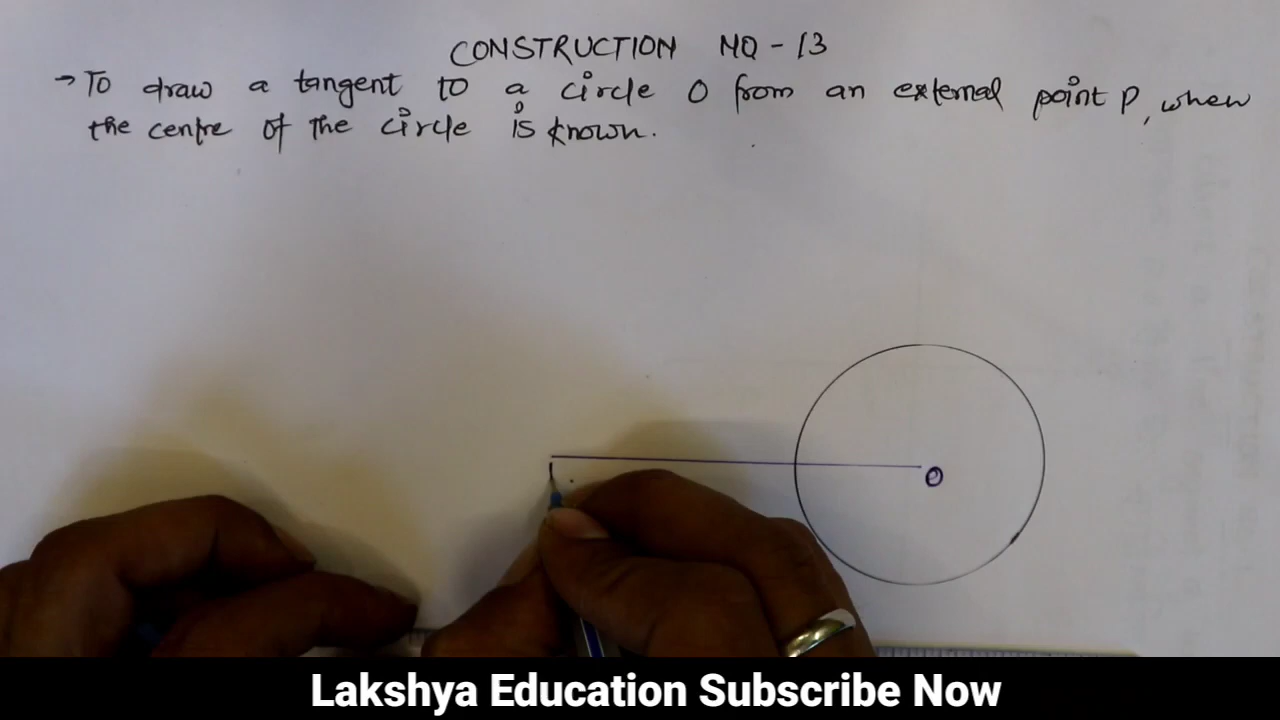 CONSTRUCTION NO - 13
→ To draw a tangent to a circle O from an external point P, when
the centre of the circle is known.
O
Lakshya Education Subscribe Now